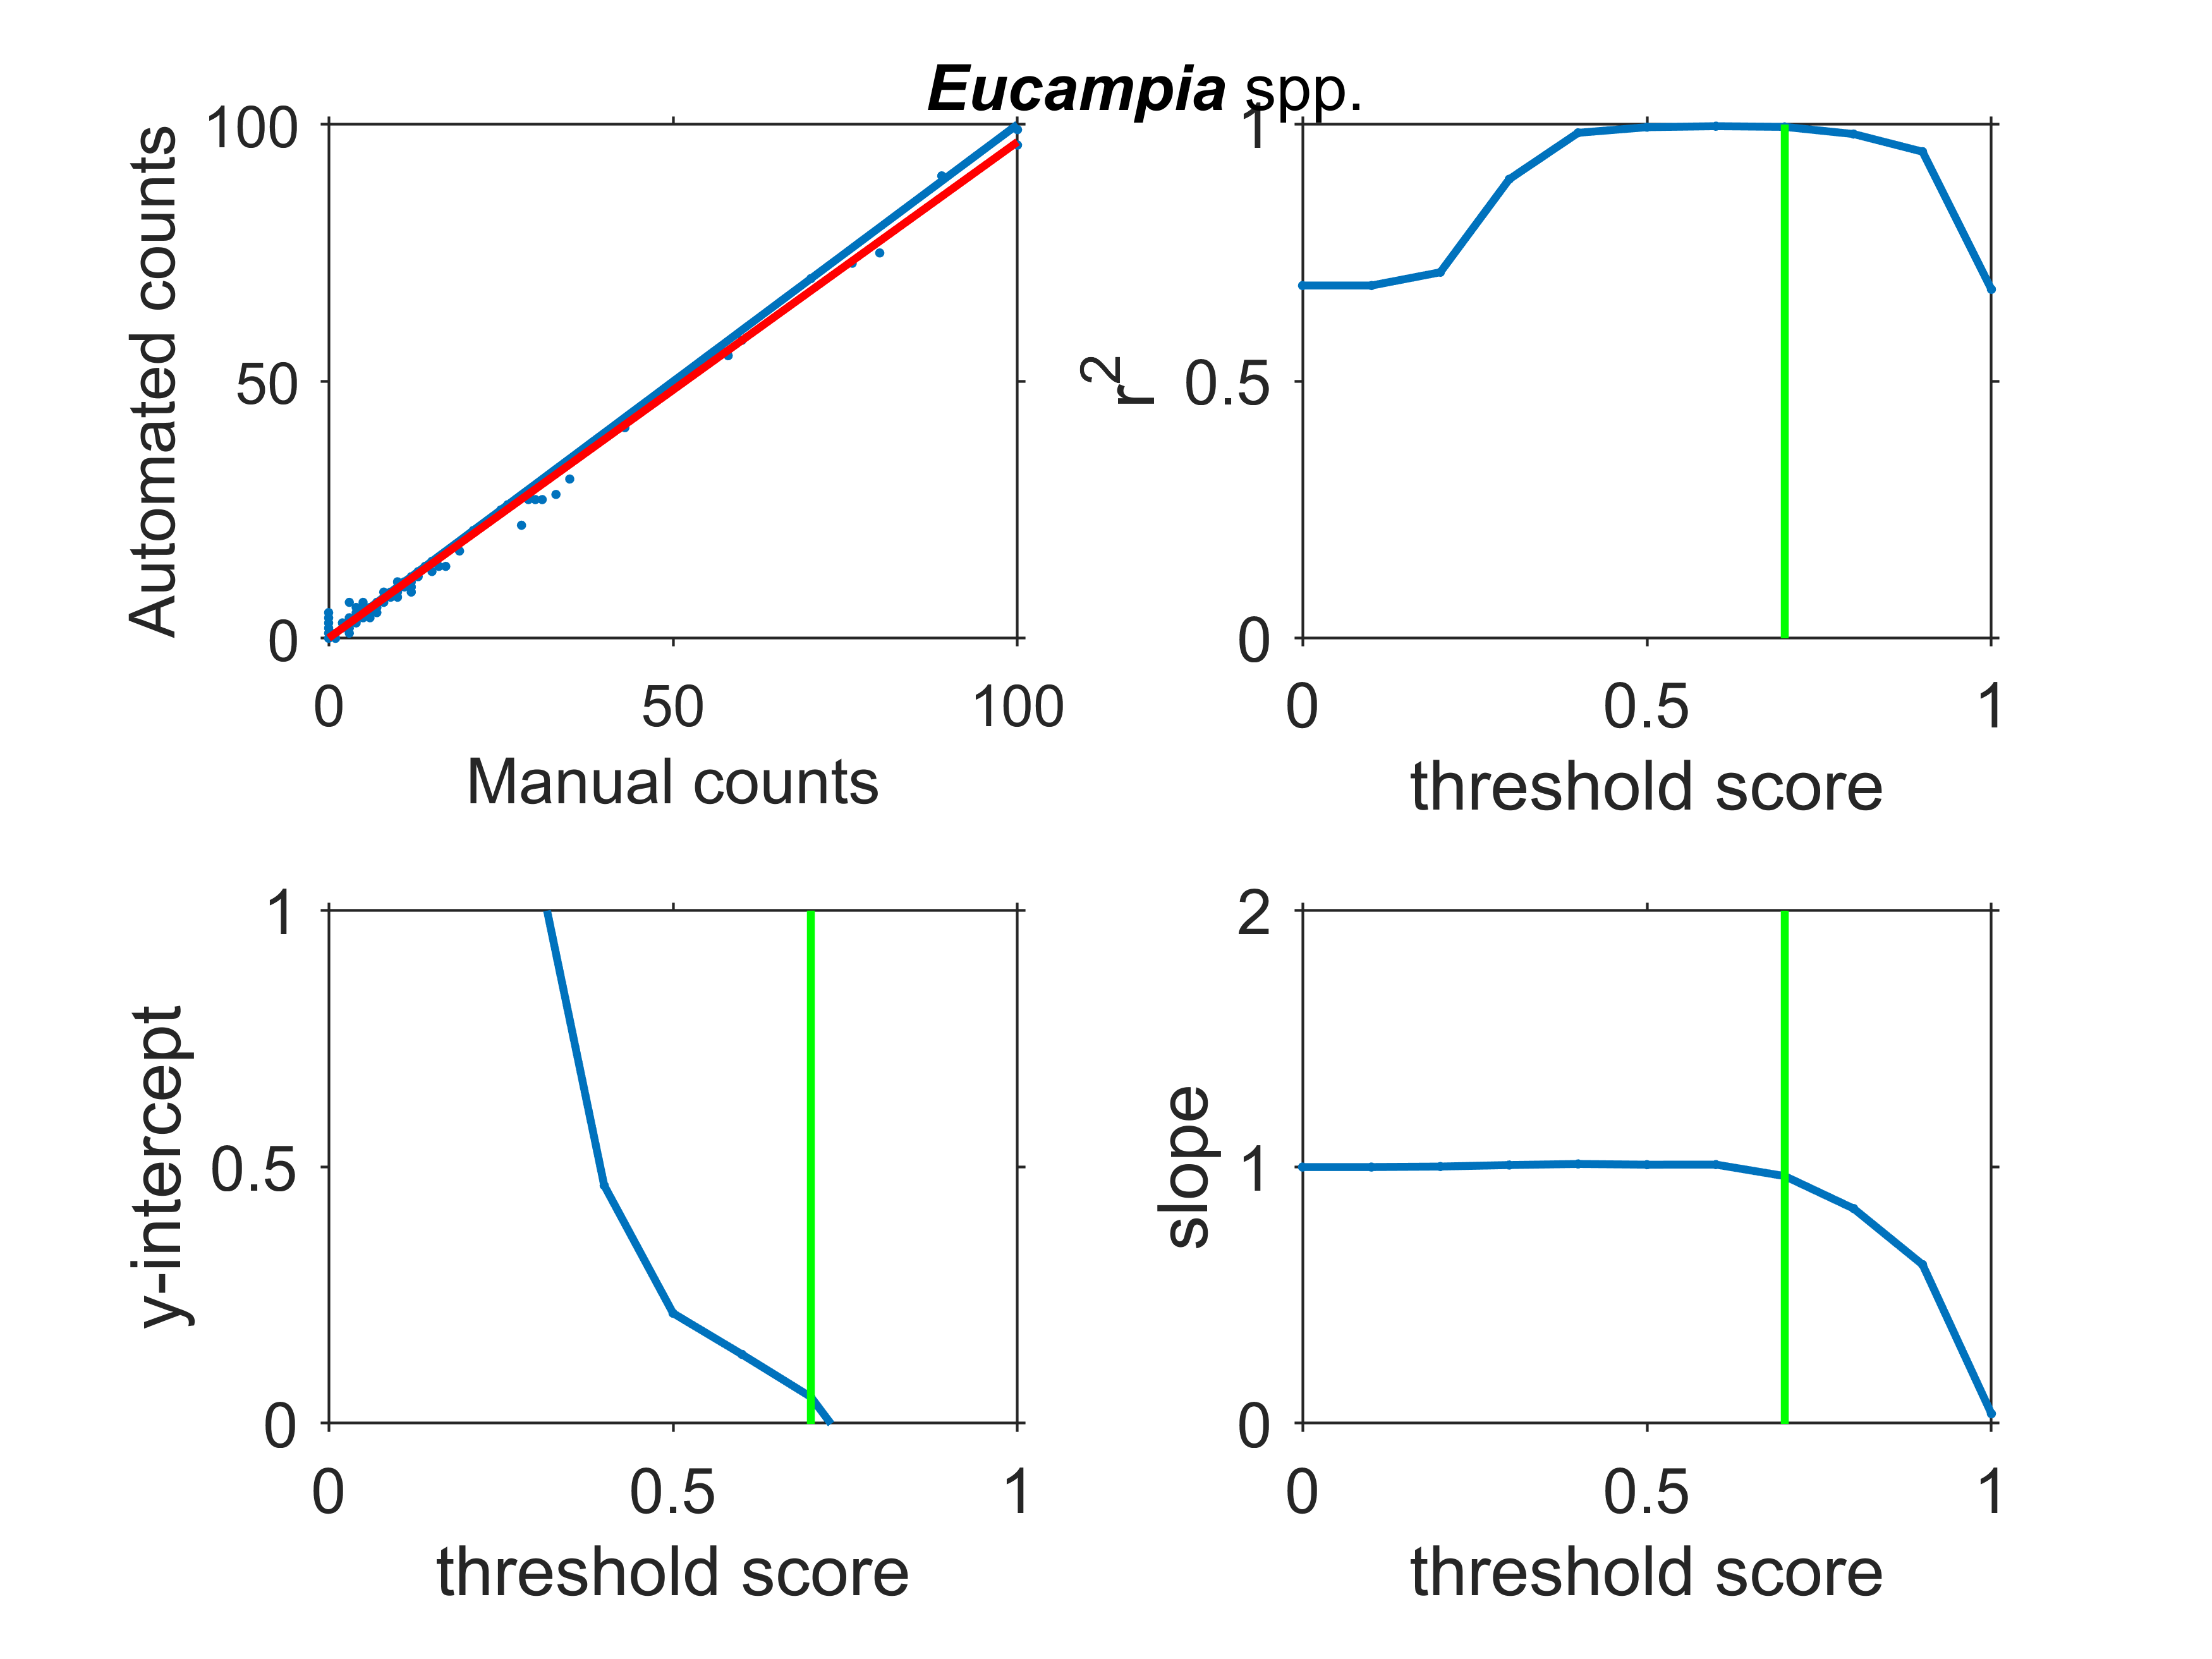 Eucampia spp.
100
50
0
Automated counts
0 50 100
Manual counts
1
0.5
0
r²
0 0.5 1
threshold score
1
0.5
0
y-intercept
0 0.5 1
threshold score
2
1
0
slope
0 0.5 1
threshold score